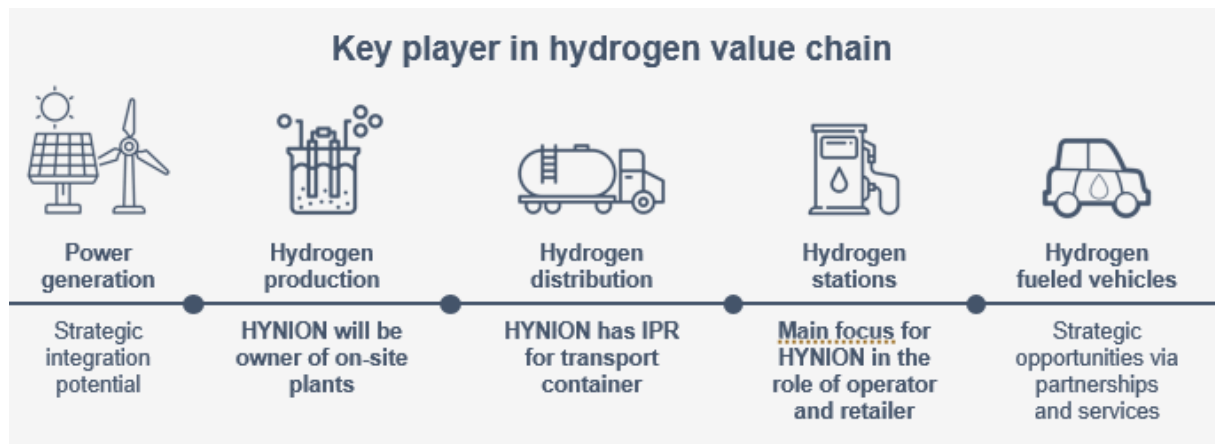 Key player in hydrogen value chain
Power
generation
Hydrogen
production
Hydrogen
distribution
Hydrogen
stations
Hydrogen
fueled vehicles
Strategic
integration
potential
HYNION will be
owner of on-site
plants
HYNION has IPR
for transport
container
Main focus for
HYNION in the
role of operator
and retailer
Strategic
opportunities via
partnerships
and services